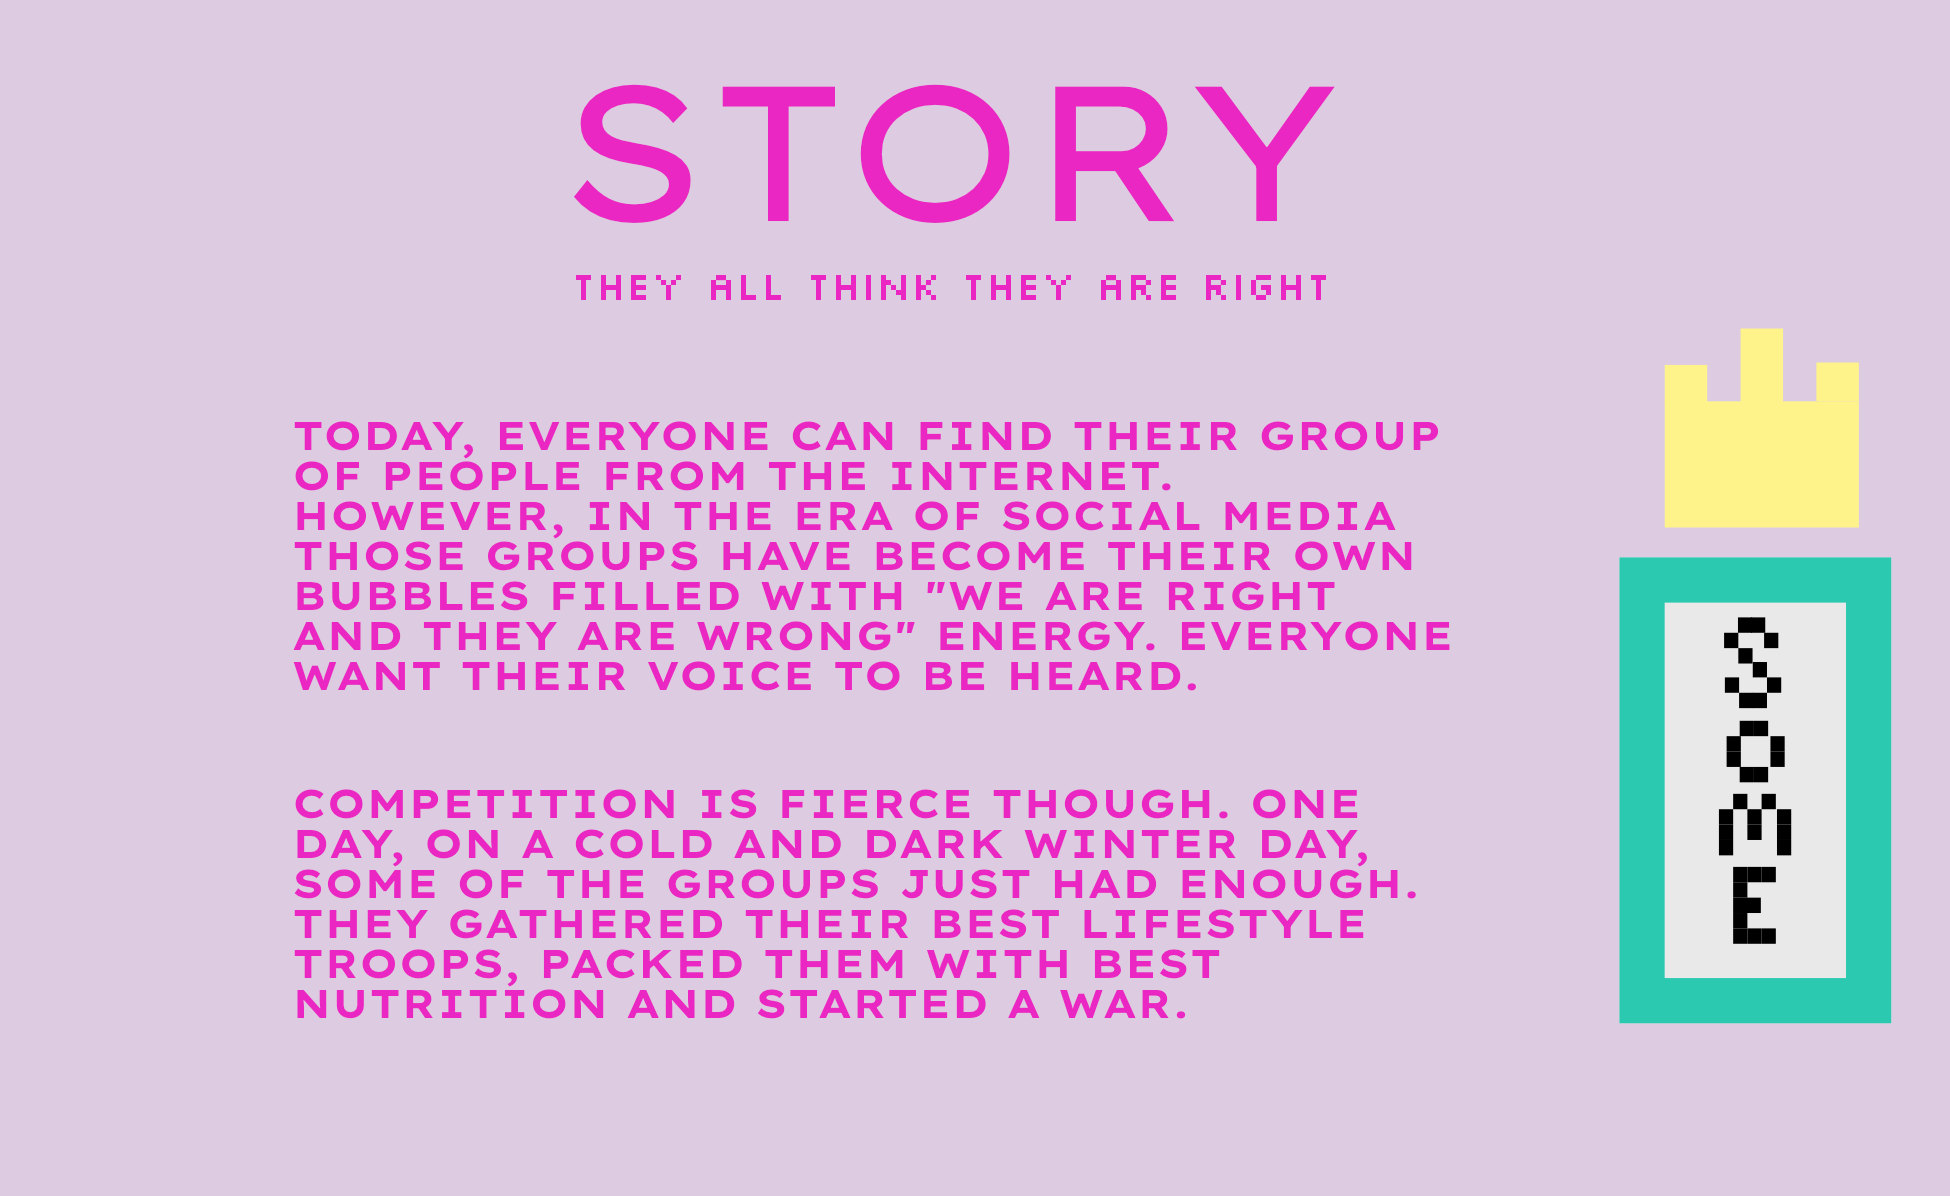 STORY
THEY ALL THINK THEY ARE RIGHT
TODAY, EVERYONE CAN FIND THEIR GROUP
OF PEOPLE FROM THE INTERNET.
HOWEVER, IN THE ERA OF SOCIAL MEDIA
THOSE GROUPS HAVE BECOME THEIR OWN
BUBBLES FILLED WITH "WE ARE RIGHT
AND THEY ARE WRONG" ENERGY. EVERYONE
WANT THEIR VOICE TO BE HEARD.
COMPETITION IS FIERCE THOUGH. ONE
DAY, ON A COLD AND DARK WINTER DAY,
SOME OF THE GROUPS JUST HAD ENOUGH.
THEY GATHERED THEIR BEST LIFESTYLE
TROOPS, PACKED THEM WITH BEST
NUTRITION AND STARTED A WAR.
SOME